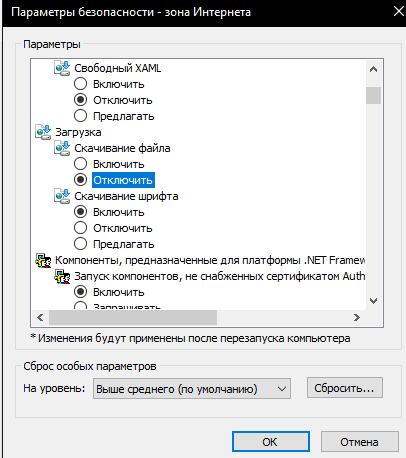 Параметры безопасности - зона Интернета
Параметры
Свободный XAML
Включить
Отключить
Предлагать
Загрузка
Скачивание файла
Включить
Отключить
Скачивание шрифта
Включить
Отключить
Предлагать
Компоненты, предназначенные для платформы .NET Framew
Запуск компонентов, не снабженных сертификатом Auth
Включить
Запрашивать
* Изменения будут применены после перезапуска компьютера
Сброс особых параметров
На уровень: Выше среднего (по умолчанию) Сбросить...
ОК Отмена